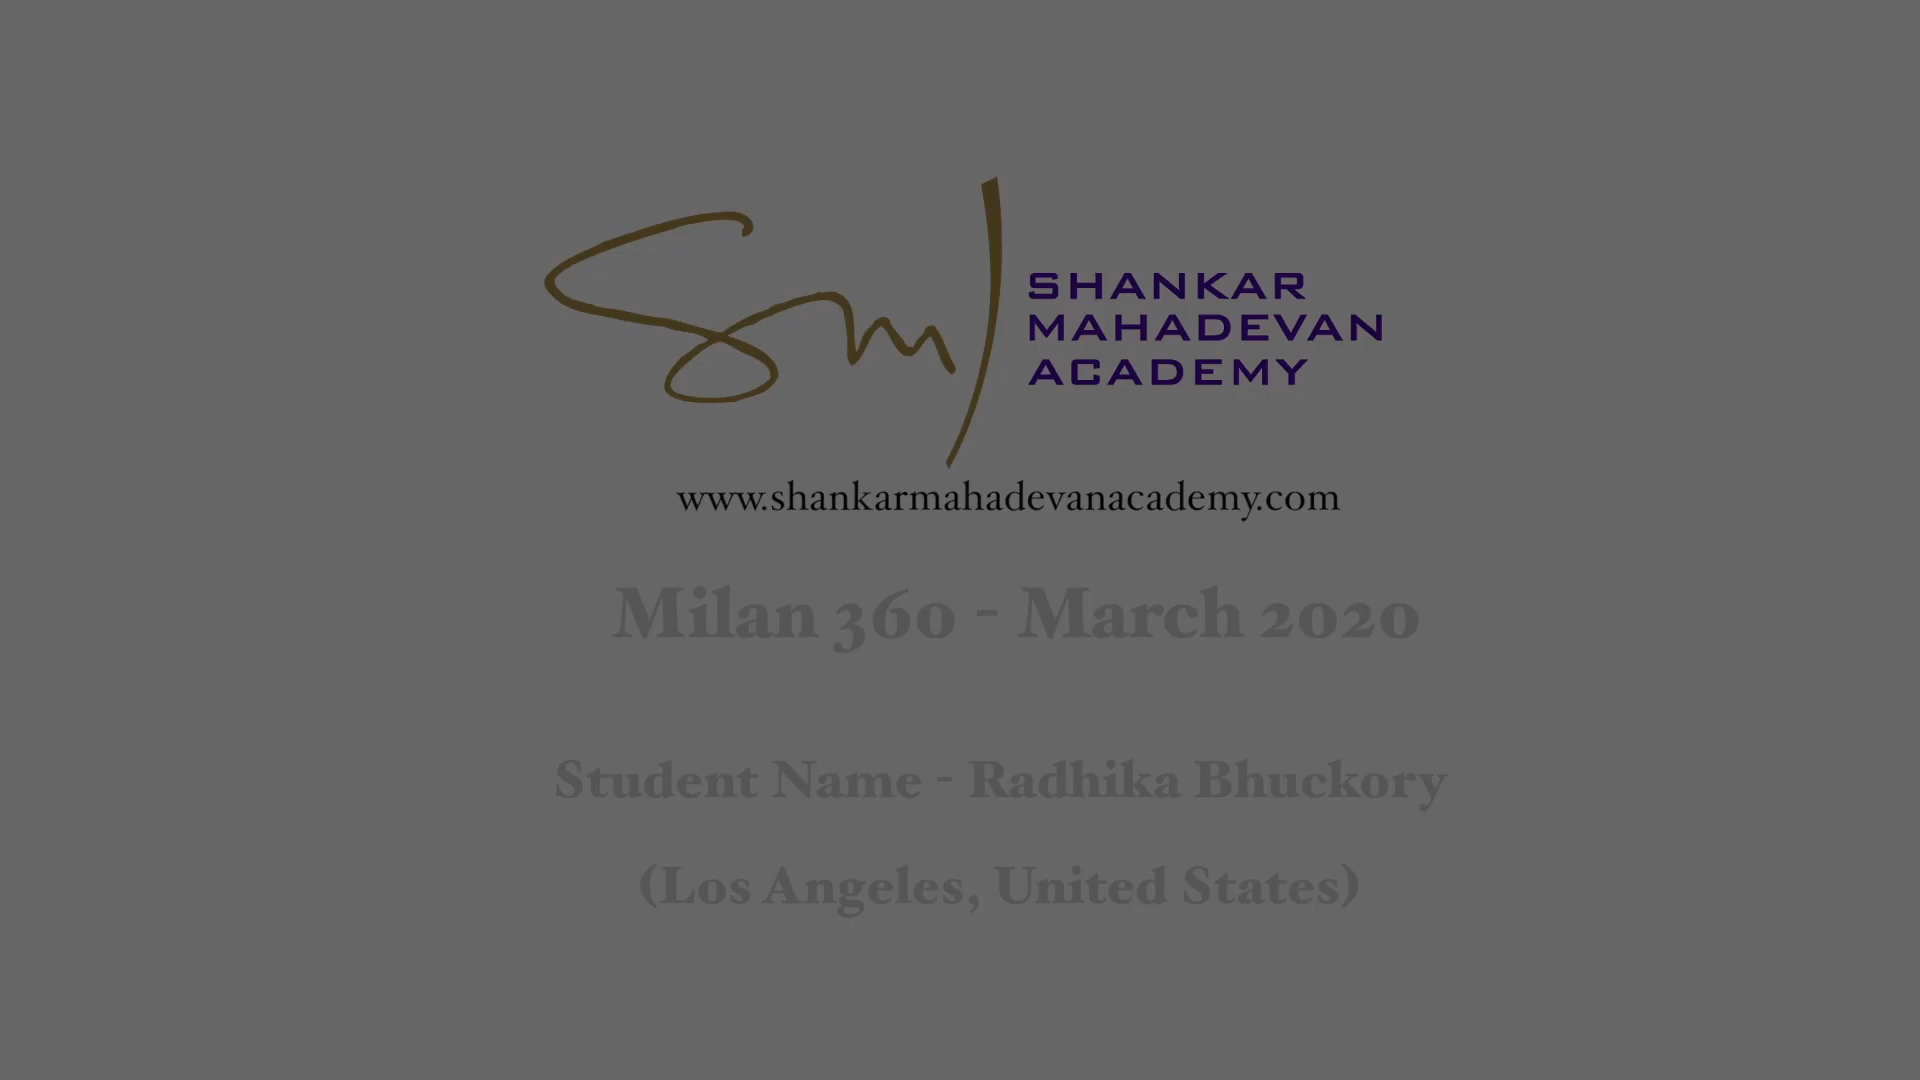 SHANKAR
MAHADEVAN
ACADEMY
www.shankarmahadevanacademy.com
Milan 360 - March 2020
Student Name - Radhika Bhuckory
(Los Angeles, United States)